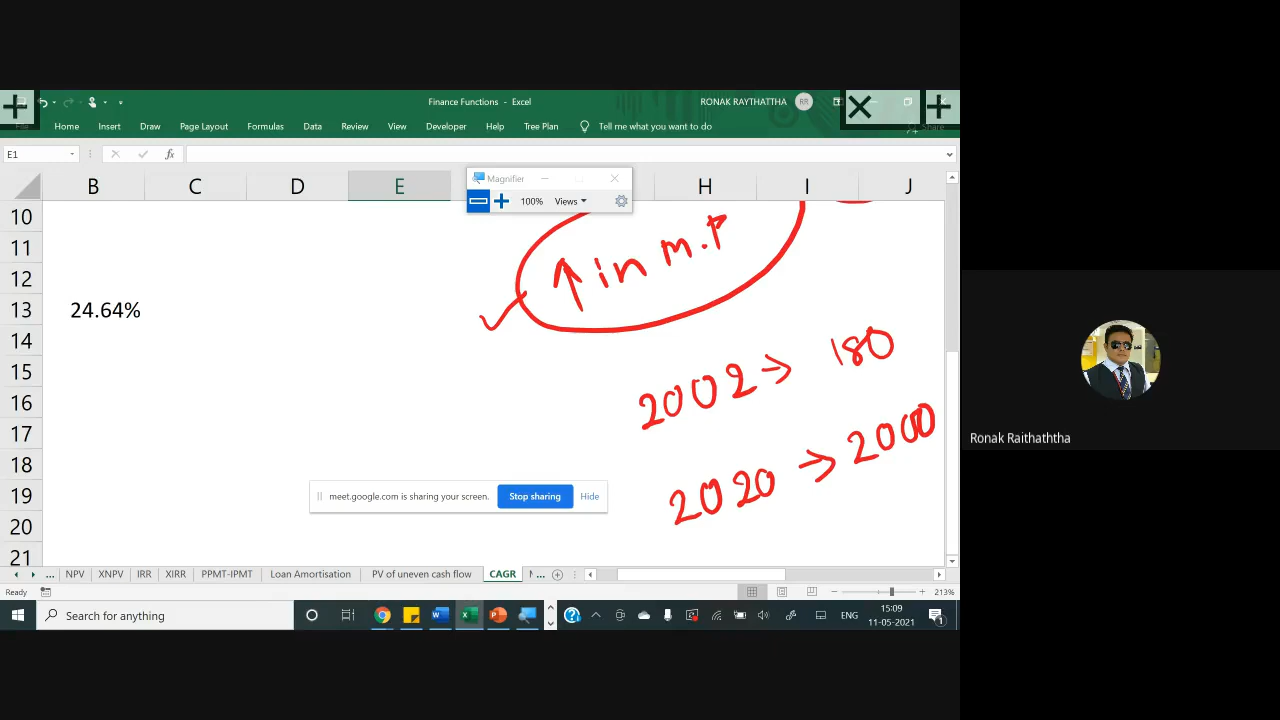 Finance Functions - Excel
RONAK RAYTHATTHA RR
Home Insert Draw Page Layout Formulas Data Review View Developer Help Tree Plan Tell me what you want to do
E1 fx
Magnifier
100% Views
B C D E H I J
10
11
12
13
14
15
16
17
18
19
20
21
24.64%
↑ in m.p
2002 → 180
2020 → 2000
meet.google.com is sharing your screen. Stop sharing Hide
... NPV XNPV IRR XIRR PPMT-IPMT Loan Amortisation PV of uneven cash flow CAGR ...
Ready 213%
Search for anything
ENG
15:09
11-05-2021
Ronak Raithaththa